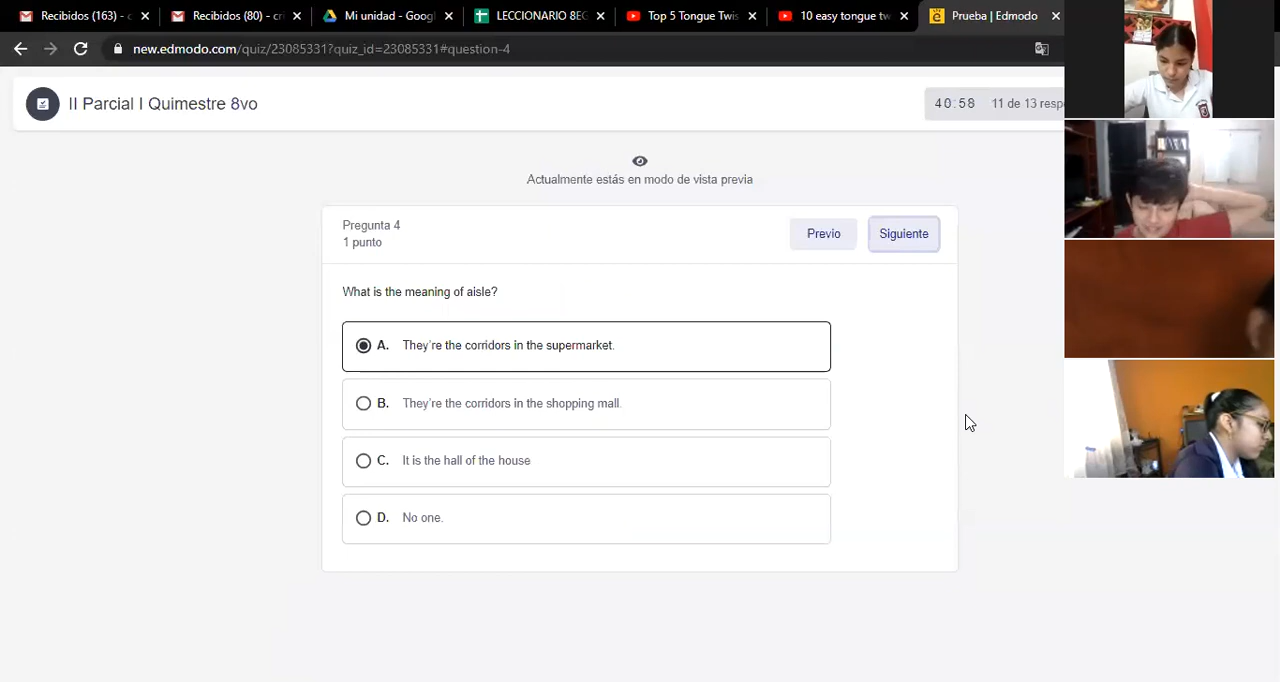 Recibidos (163) - c
Recibidos (80) - cri
Mi unidad - Googl
LECCIONARIO 8EG
Top 5 Tongue Twis
10 easy tongue tw
Prueba | Edmodo
new.edmodo.com/quiz/23085331?quiz_id=23085331#question-4
II Parcial I Quimestre 8vo
40:58 11 de 13 resp
Actualmente estás en modo de vista previa
Pregunta 4
1 punto
Previo
Siguiente
What is the meaning of aisle?
A. They're the corridors in the supermarket.
B. They're the corridors in the shopping mall.
C. It is the hall of the house
D. No one.